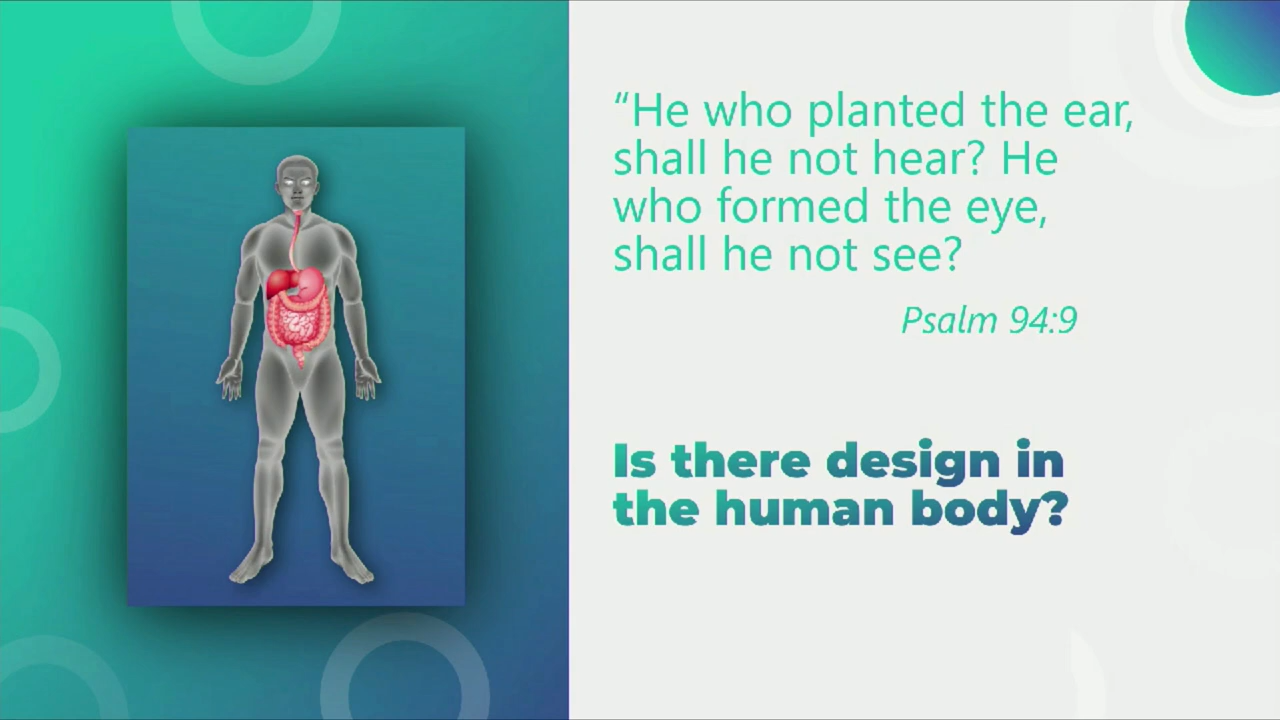 “He who planted the ear,
shall he not hear? He
who formed the eye,
shall he not see?
Psalm 94:9
Is there design in
the human body?